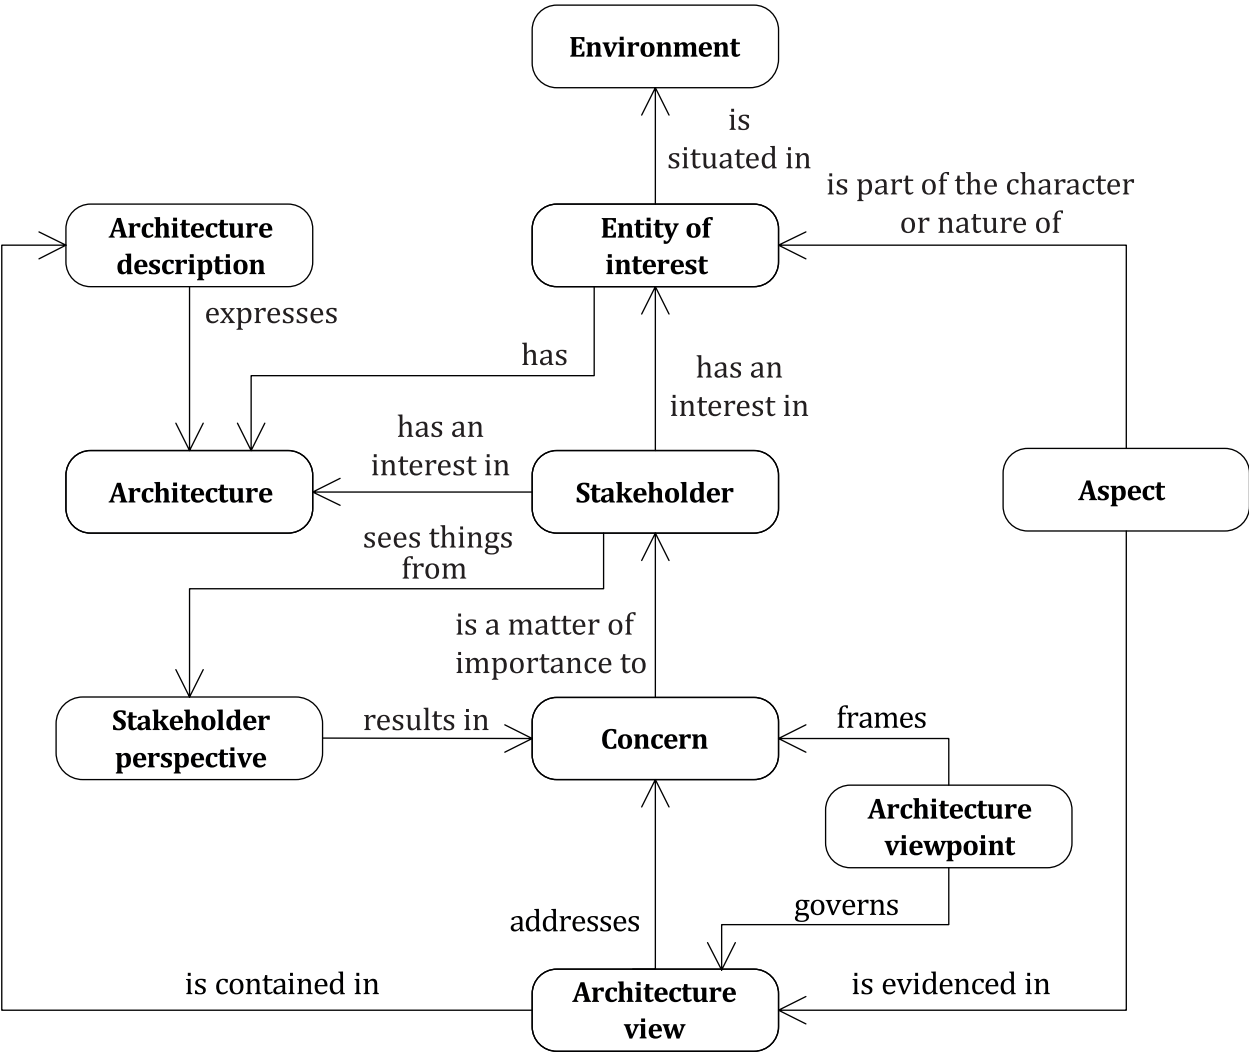 Environment
is
situated in
is part of the character
or nature of
Architecture
description
Entity of
interest
expresses
has
has an
interest in
has an
interest in
Architecture
Stakeholder
Aspect
sees things
from
is a matter of
importance to
Stakeholder
perspective
results in
Concern
frames
Architecture
viewpoint
governs
addresses
is contained in
Architecture
view
is evidenced in